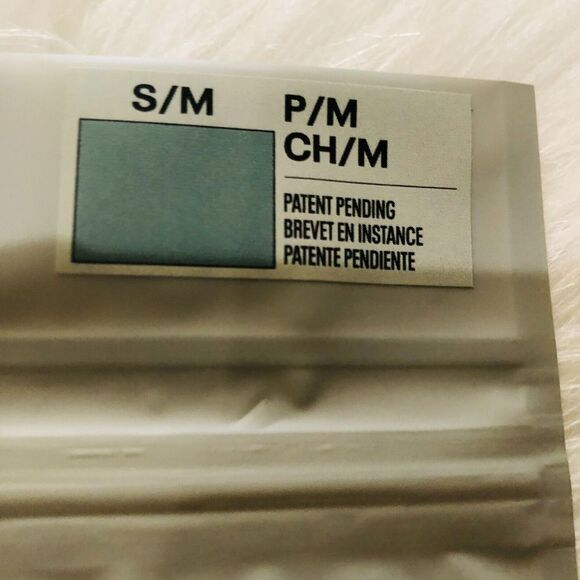 S/M
P/M
CH/M
PATENT PENDING
BREVET EN INSTANCE
PATENTE PENDIENTE